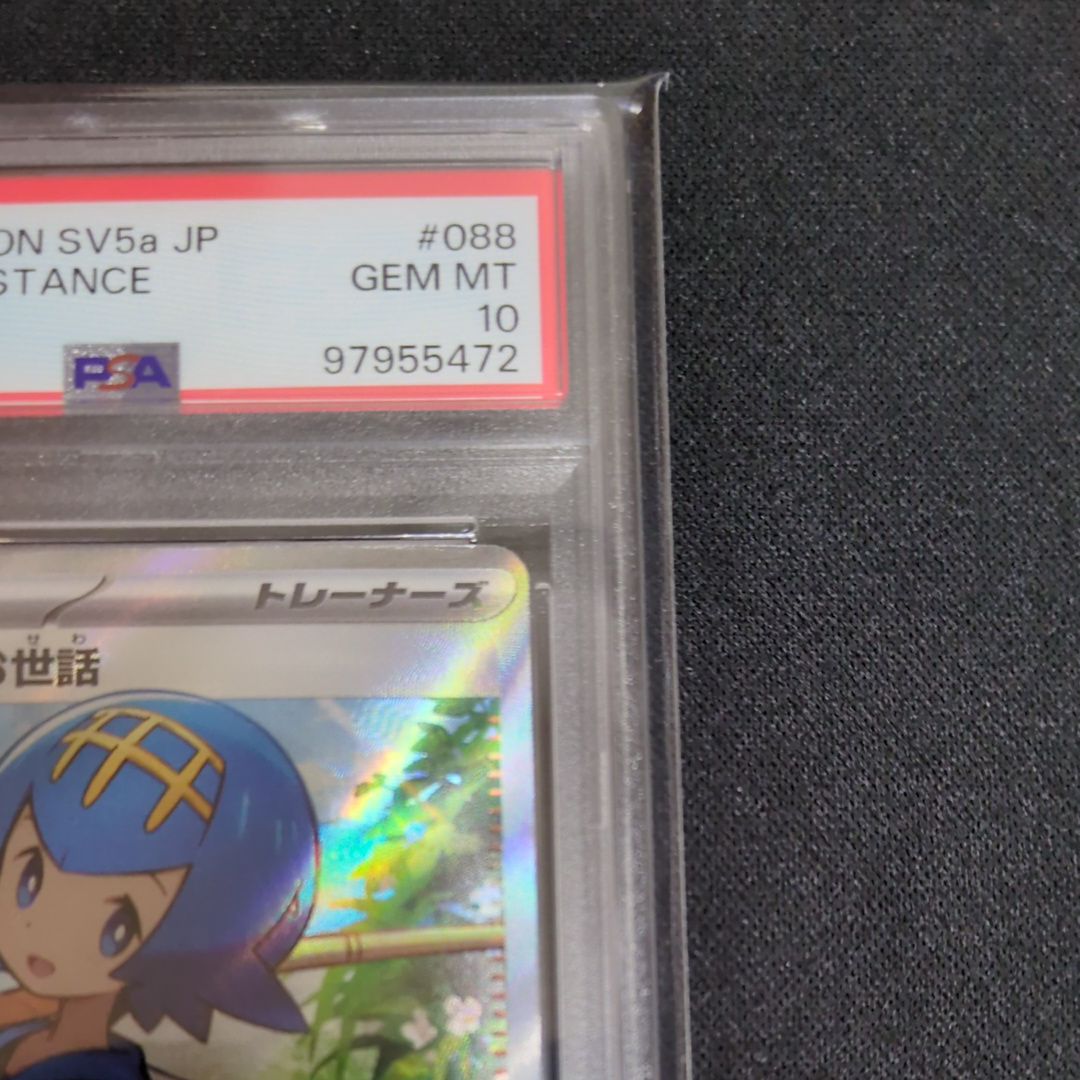 ON SV5a JP #088
STANCE GEM MT
10
PSA 97955472
トレーナーズ
せわ
お世話